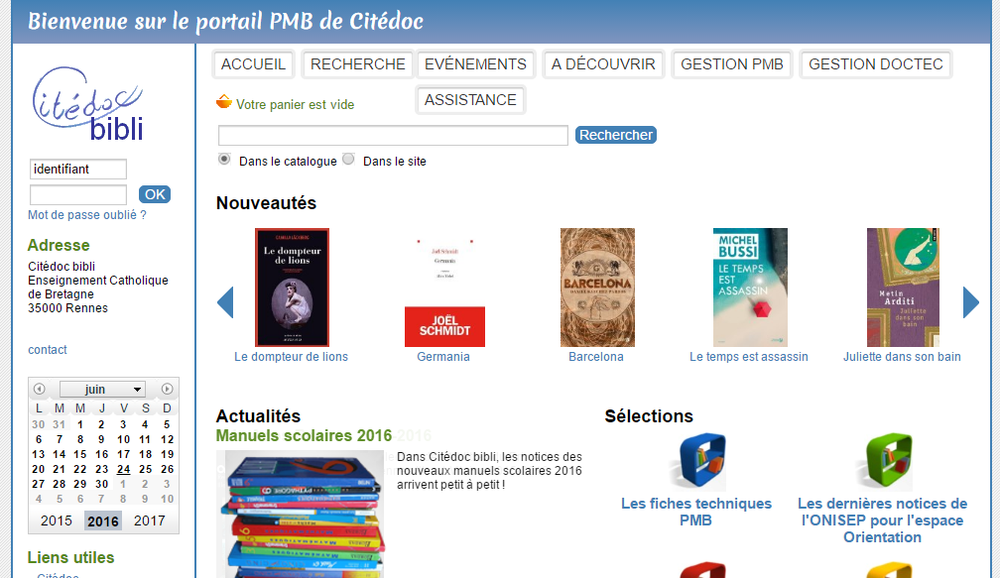 Bienvenue sur le portail PMB de Citédoc
Citédoc
bibli
identifiant
OK
Mot de passe oublié ?
Adresse
Citédoc bibli
Enseignement Catholique
de Bretagne
35000 Rennes
contact
juin
L M M J V S D
30 31 1 2 3 4 5
6 7 8 9 10 11 12
13 14 15 16 17 18 19
20 21 22 23 24 25 26
27 28 29 30 1 2 3
4 5 6 7 8 9 10
2015 2016 2017
Liens utiles
Citédoc
ACCUEIL RECHERCHE EVÉNEMENTS A DÉCOUVRIR GESTION PMB GESTION DOCTEC
ASSISTANCE
Votre panier est vide
Rechercher
Dans le catalogue Dans le site
Nouveautés
Le dompteur
de lions
Joël Schmidt
Germania
JOËL
SCHMIDT
BARCELONA
MICHEL
BUSSI
LE TEMPS
EST
ASSASSIN
Metin
Arditi
Juliette dans
son bain
Le dompteur de lions
Germania
Barcelona
Le temps est assassin
Juliette dans son bain
Actualités
Manuels scolaires 2016 2016
Dans Citédoc bibli, les notices des
nouveaux manuels scolaires 2016
arrivent petit à petit !
Sélections
Les fiches techniques
PMB
Les dernières notices de
l'ONISEP pour l'espace
Orientation